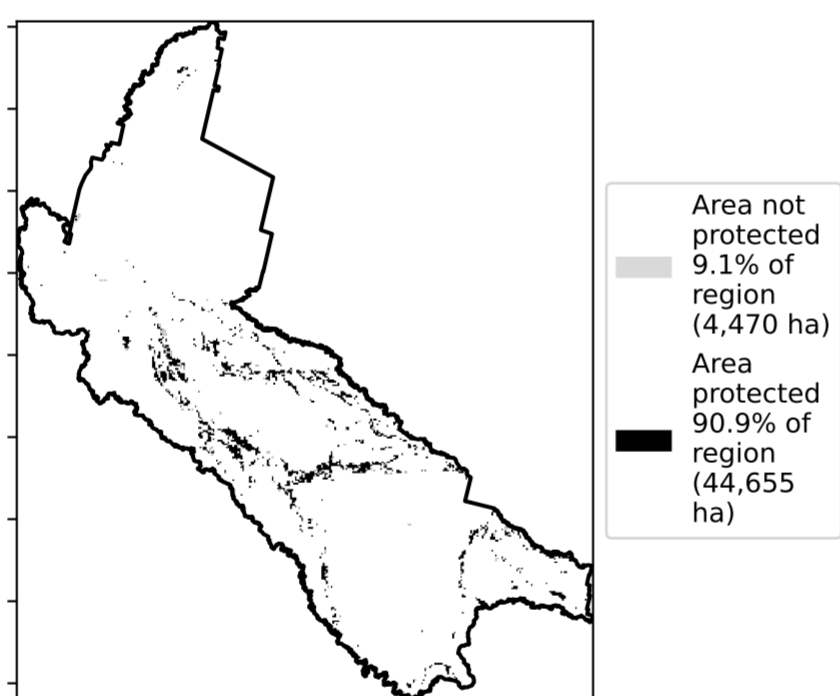 Area not
protected
9.1% of
region
(4,470 ha)
Area
protected
90.9% of
region
(44,655
ha)